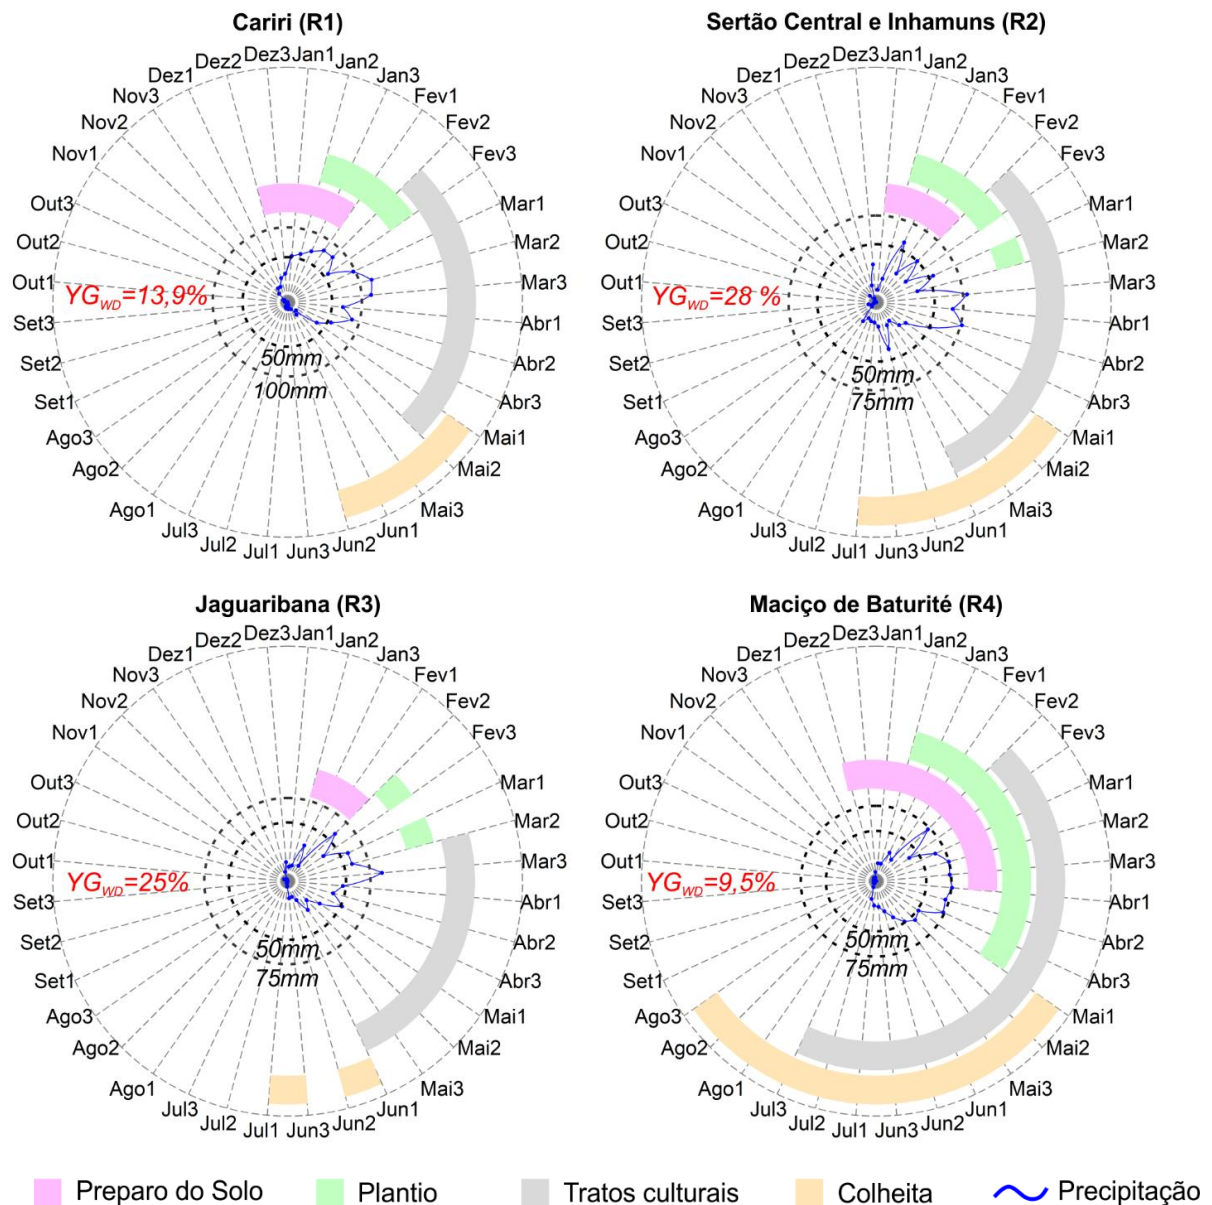 Cariri (R1)
Dez3
Jan1
Jan2
Jan3
Fev1
Fev2
Fev3
Mar1
Mar2
Mar3
Abr1
Abr2
Abr3
Mai1
Mai2
Mai3
Jun1
Jun2
Jun3
Jul1
Jul2
Jul3
Ago1
Ago2
Ago3
Set1
Set2
Set3
Out1
Out2
Out3
Nov1
Nov2
Nov3
Dez1
Dez2
YG_WD=13,9%
50mm
100mm
Sertão Central e Inhamuns (R2)
Dez3
Jan1
Jan2
Jan3
Fev1
Fev2
Fev3
Mar1
Mar2
Mar3
Abr1
Abr2
Abr3
Mai1
Mai2
Mai3
Jun1
Jun2
Jun3
Jul1
Jul2
Jul3
Ago1
Ago2
Ago3
Set1
Set2
Set3
Out1
Out2
Out3
Nov1
Nov2
Nov3
Dez1
Dez2
YG_WD=28 %
50mm
75mm
Jaguaribana (R3)
Dez3
Jan1
Jan2
Jan3
Fev1
Fev2
Fev3
Mar1
Mar2
Mar3
Abr1
Abr2
Abr3
Mai1
Mai2
Mai3
Jun1
Jun2
Jun3
Jul1
Jul2
Jul3
Ago1
Ago2
Ago3
Set1
Set2
Set3
Out1
Out2
Out3
Nov1
Nov2
Nov3
Dez1
Dez2
YG_WD=25%
50mm
75mm
Maciço de Baturité (R4)
Dez3
Jan1
Jan2
Jan3
Fev1
Fev2
Fev3
Mar1
Mar2
Mar3
Abr1
Abr2
Abr3
Mai1
Mai2
Mai3
Jun1
Jun2
Jun3
Jul1
Jul2
Jul3
Ago1
Ago2
Ago3
Set1
Set2
Set3
Out1
Out2
Out3
Nov1
Nov2
Nov3
Dez1
Dez2
YG_WD=9,5%
50mm
75mm
Preparo do Solo
Plantio
Tratos culturais
Colheita
Precipitação